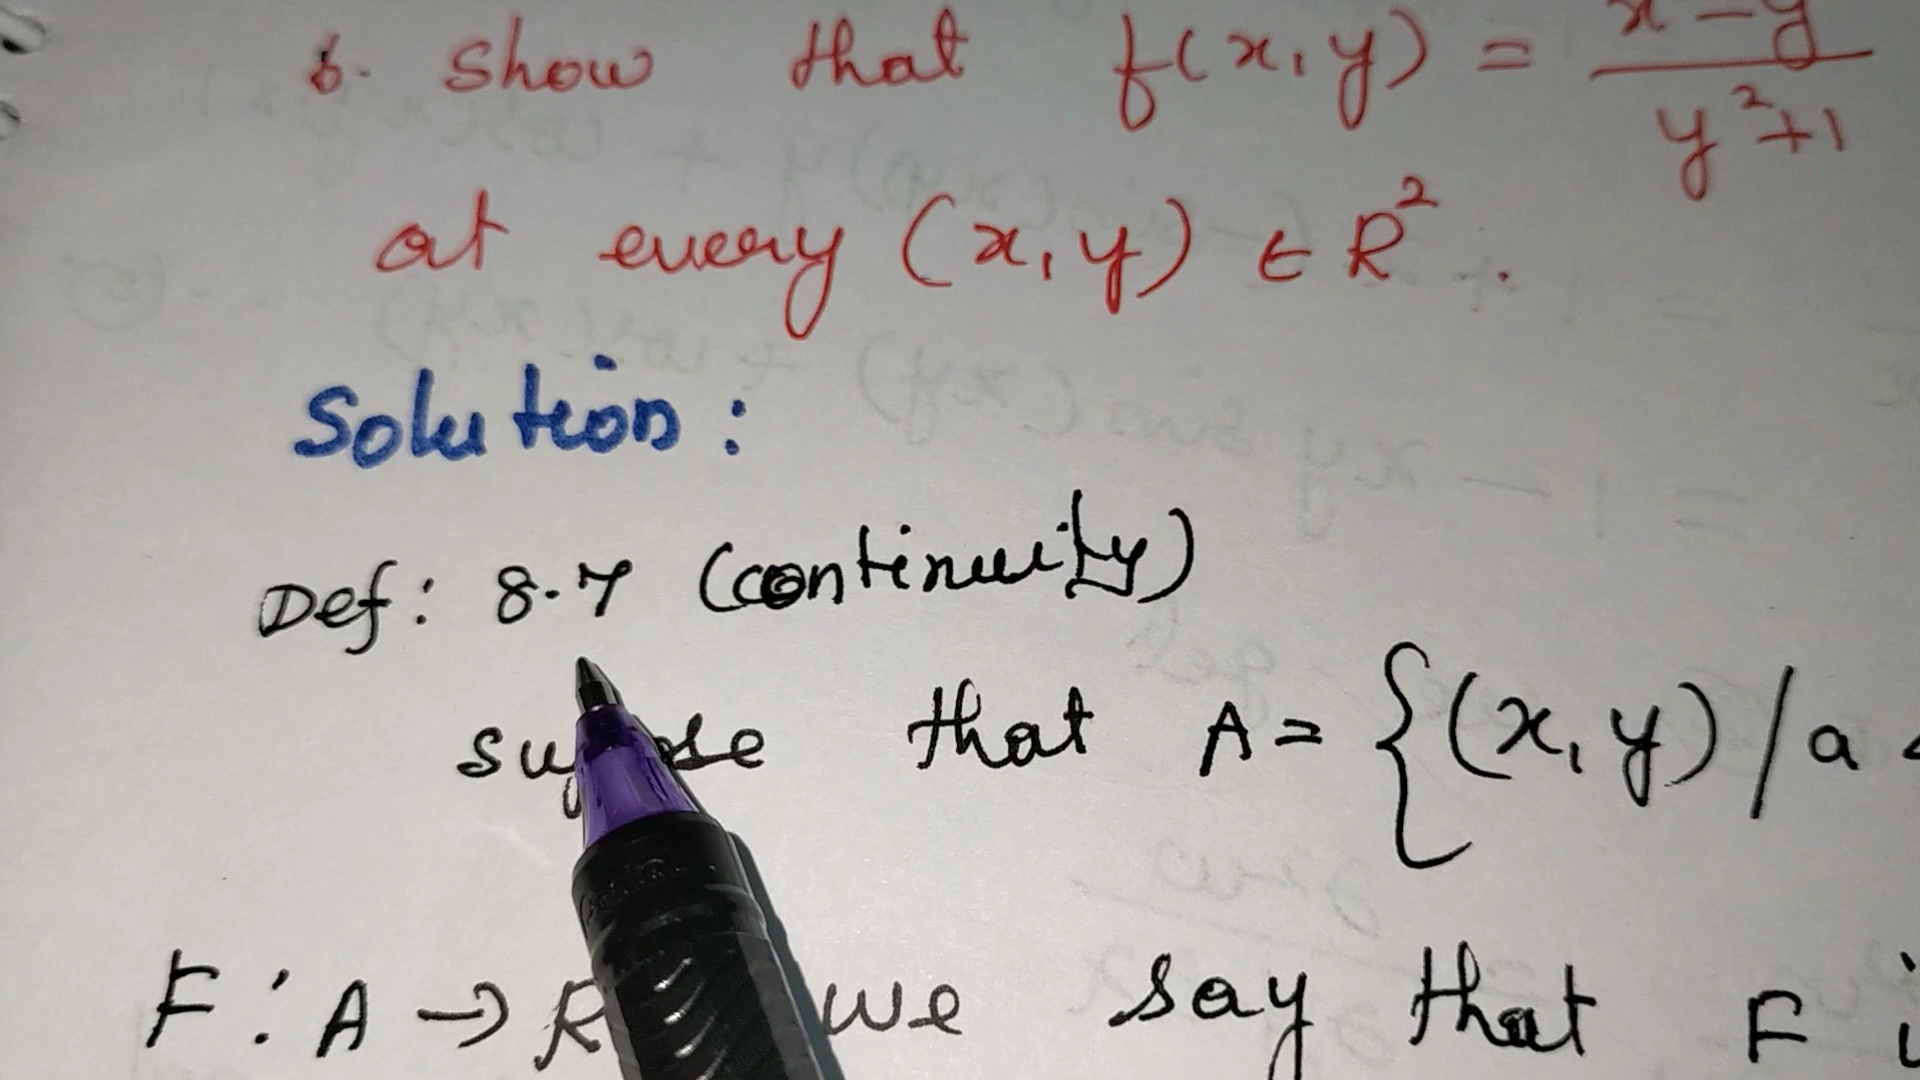 6. show that f(x,y) = x-y / y²+1
at every (x,y) ∈ R².
Solution:
Def: 8.7 (continuity)
that A = {(x,y) / a
F: A → R we say that F